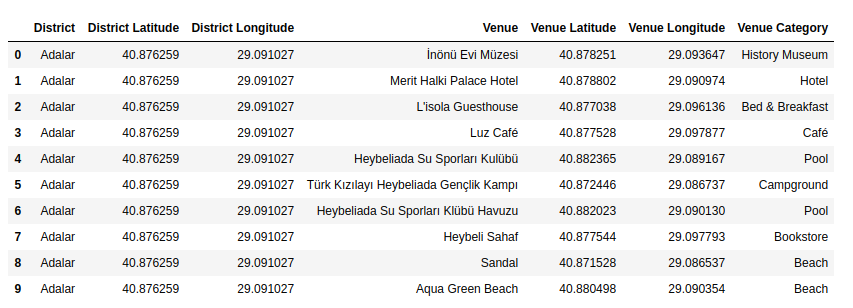 District District Latitude District Longitude Venue Venue Latitude Venue Longitude Venue Category
0 Adalar 40.876259 29.091027 İnönü Evi Müzesi 40.878251 29.093647 History Museum
1 Adalar 40.876259 29.091027 Merit Halki Palace Hotel 40.878802 29.090974 Hotel
2 Adalar 40.876259 29.091027 L'isola Guesthouse 40.877038 29.096136 Bed & Breakfast
3 Adalar 40.876259 29.091027 Luz Café 40.877528 29.097877 Café
4 Adalar 40.876259 29.091027 Heybeliada Su Sporları Kulübü 40.882365 29.089167 Pool
5 Adalar 40.876259 29.091027 Türk Kızılayı Heybeliada Gençlik Kampı 40.872446 29.086737 Campground
6 Adalar 40.876259 29.091027 Heybeliada Su Sporları Klübü Havuzu 40.882023 29.090130 Pool
7 Adalar 40.876259 29.091027 Heybeli Sahaf 40.877544 29.097793 Bookstore
8 Adalar 40.876259 29.091027 Sandal 40.871528 29.086537 Beach
9 Adalar 40.876259 29.091027 Aqua Green Beach 40.880498 29.090354 Beach